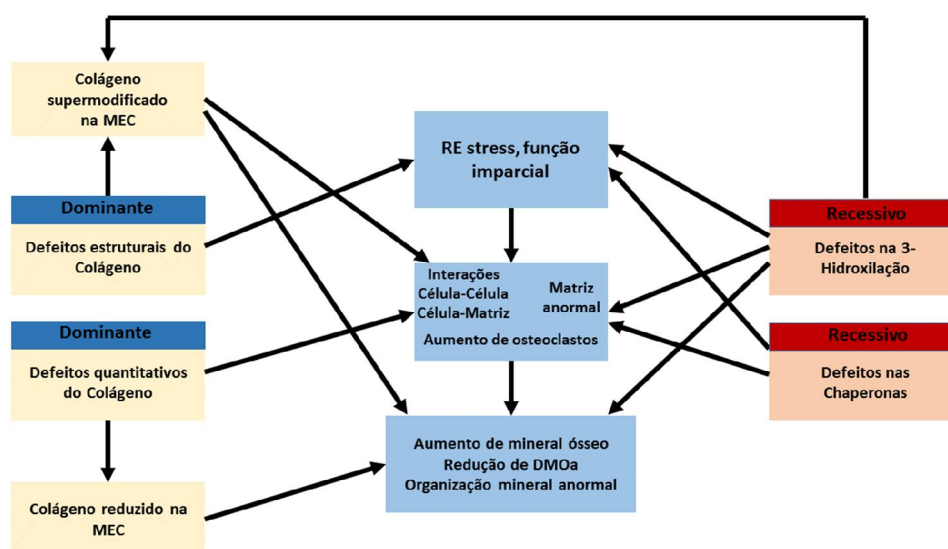 Colágeno
supermodificado
na MEC
Dominante
Defeitos estruturais do
Colágeno
Dominante
Defeitos quantitativos
do Colágeno
Colágeno reduzido na
MEC
RE stress, função
imparcial
Interações
Célula-Célula
Célula-Matriz
Matriz
anormal
Aumento de osteoclastos
Aumento de mineral ósseo
Redução de DMOa
Organização mineral anormal
Recessivo
Defeitos na 3-
Hidroxilação
Recessivo
Defeitos nas
Chaperonas